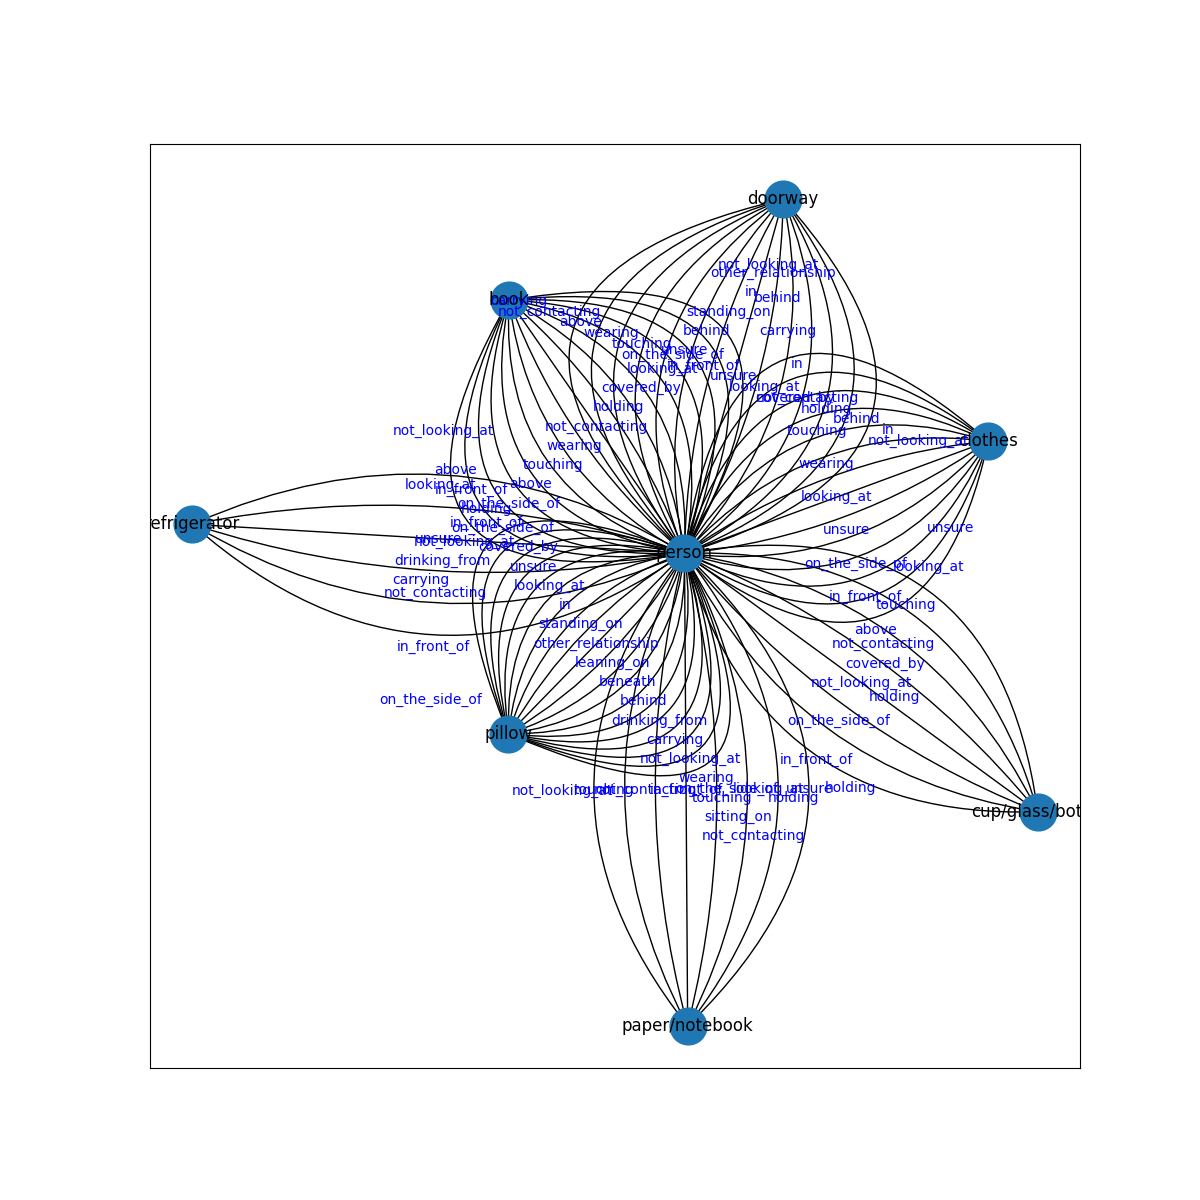 doorway
not_looking_at
other_relationship
in
behind
book
not_contacting
standing_on
above
behind
carrying
wearing
touching
unsure
on_the_side_of
in_front_of
in
looking_at
unsure
covered_by
looking_at
holding
holding
behind
not_contacting
touching
in
not_looking_at
not_looking_at
clothes
wearing
wearing
touching
above
looking_at
above
looking_at
in_front_of
on_the_side_of
holding
efrigerator
in_front_of
on_the_side_of
unsure
unsure
not_looking_at
covered_by
person
drinking_from
unsure
on_the_side_of
looking_at
carrying
looking_at
not_contacting
in
in_front_of
touching
standing_on
above
in_front_of
other_relationship
not_contacting
leaning_on
covered_by
beneath
not_looking_at
on_the_side_of
behind
holding
drinking_from
on_the_side_of
pillow
carrying
not_looking_at
in_front_of
wearing
not_looking_at
unsure
holding
touching
holding
cup/glass/bot
sitting_on
not_contacting
paper/notebook